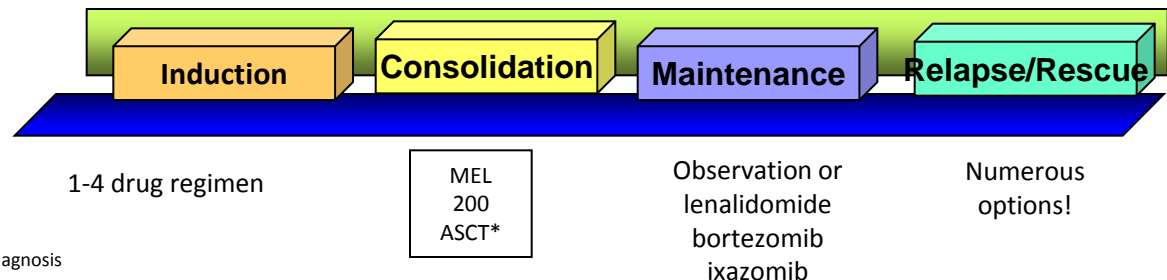 Induction
Consolidation
Maintenance
Relapse/Rescue
1-4 drug regimen
MEL
200
ASCT*
Observation or
lenalidomide
bortezomib
ixazomib
Numerous
options!
agnosis